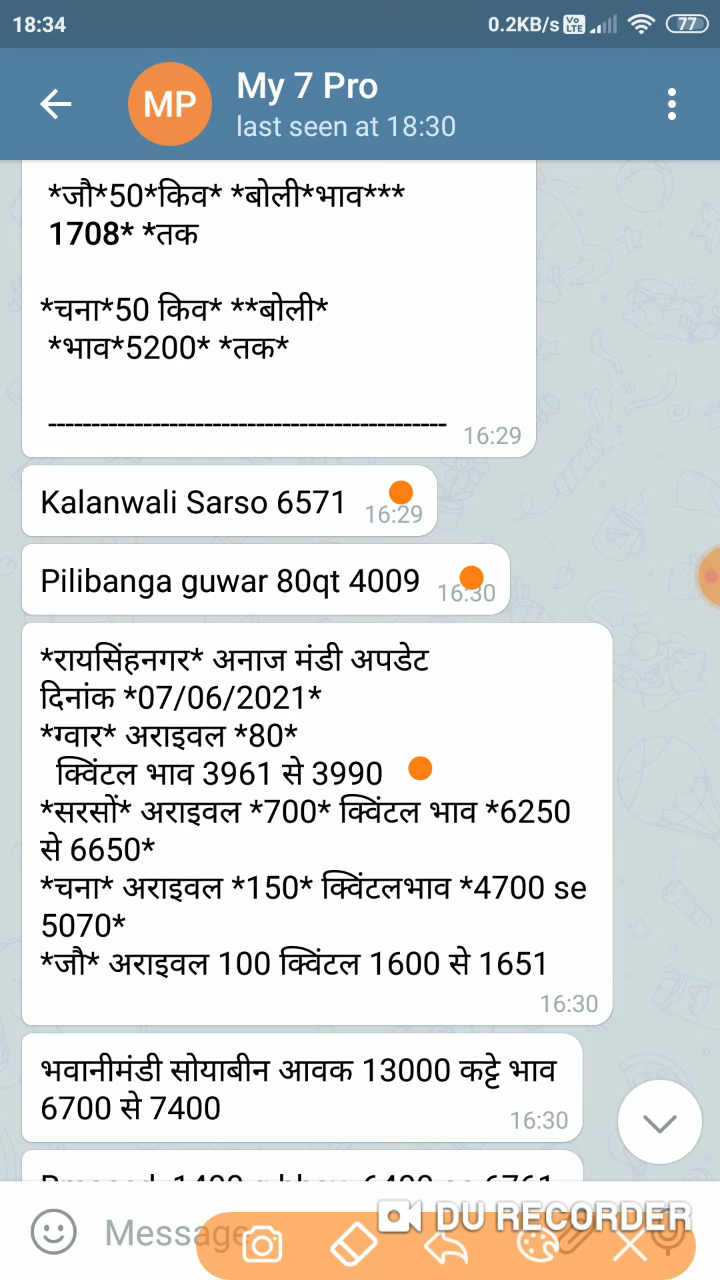 18:34
0.2KB/s VoLTE 77
MP
My 7 Pro
last seen at 18:30
*जौ*50*किव* *बोली*भाव***
1708* *तक
*चना*50 किव* **बोली*
*भाव*5200* *तक*
----------------------------------------------
16:29
Kalanwali Sarso 6571
16:29
Pilibanga guwar 80qt 4009
16:30
*रायसिंहनगर* अनाज मंडी अपडेट
दिनांक *07/06/2021*
*ग्वार* अराइवल *80*
क्विंटल भाव 3961 से 3990
*सरसों* अराइवल *700* क्विंटल भाव *6250
से 6650*
*चना* अराइवल *150* क्विंटलभाव *4700 se
5070*
*जौ* अराइवल 100 क्विंटल 1600 से 1651
16:30
भवानीमंडी सोयाबीन आवक 13000 कट्टे भाव
6700 से 7400
16:30
Message
DU RECORDER